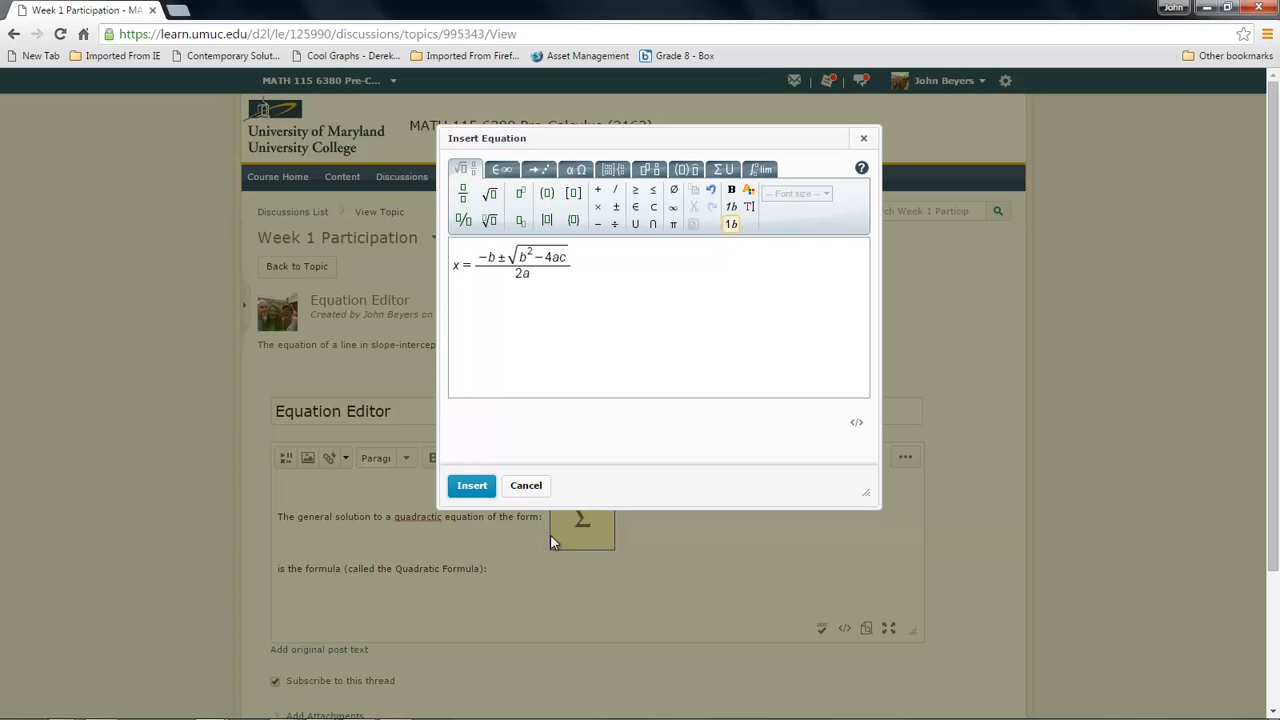 Week 1 Participation - MA
John
https://learn.umuc.edu/d2l/le/125990/discussions/topics/995343/View
New Tab Imported From IE Contemporary Solut... Cool Graphs - Derek... Imported From Firef... Asset Management Grade 8 - Box Other bookmarks
MATH 115 6380 Pre-C... John Beyers
University of Maryland
University College
MATH 115 6380 Pre-Calculus (2162)
Course Home Content Discussions
Discussions List View Topic
Search Week 1 Particip
Week 1 Participation
Back to Topic
Equation Editor
Created by John Beyers on
The equation of a line in slope-intercep
Insert Equation
-- Font size --
x = −b ± √b² − 4ac / 2a
</>
Insert Cancel
Equation Editor
Paragr B
The general solution to a quadractic equation of the form: Σ
is the formula (called the Quadratic Formula):
Add original post text
Subscribe to this thread
Add Attachments